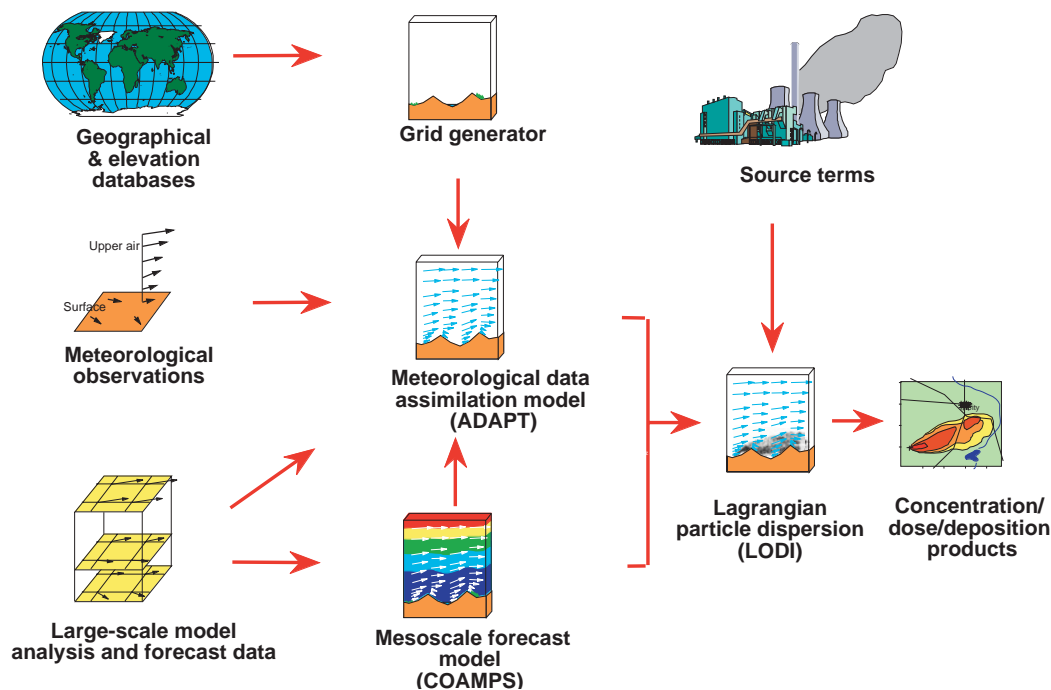 Geographical
& elevation
databases
Grid generator
Source terms
Upper air
Surface
Meteorological
observations
Meteorological data
assimilation model
(ADAPT)
Lagrangian
particle dispersion
(LODI)
Concentration/
dose/deposition
products
Large-scale model
analysis and forecast data
Mesoscale forecast
model
(COAMPS)